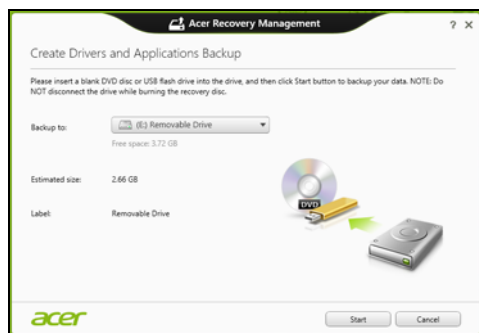 Acer Recovery Management
? ×
Create Drivers and Applications Backup
Please insert a blank DVD disc or USB flash drive into the drive, and then click Start button to backup your data. NOTE: Do
NOT disconnect the drive while burning the recovery disc.
Backup to: (E:) Removable Drive
Free space: 3.72 GB
Estimated size: 2.66 GB
Label: Removable Drive
DVD
acer Start Cancel